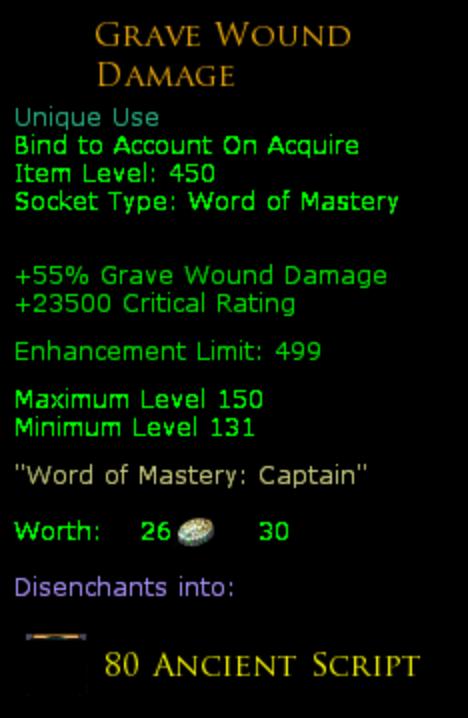 GRAVE WOUND
DAMAGE
Unique Use
Bind to Account On Acquire
Item Level: 450
Socket Type: Word of Mastery
+55% Grave Wound Damage
+23500 Critical Rating
Enhancement Limit: 499
Maximum Level 150
Minimum Level 131
"Word of Mastery: Captain"
Worth: 26 30
Disenchants into:
80 ANCIENT SCRIPT